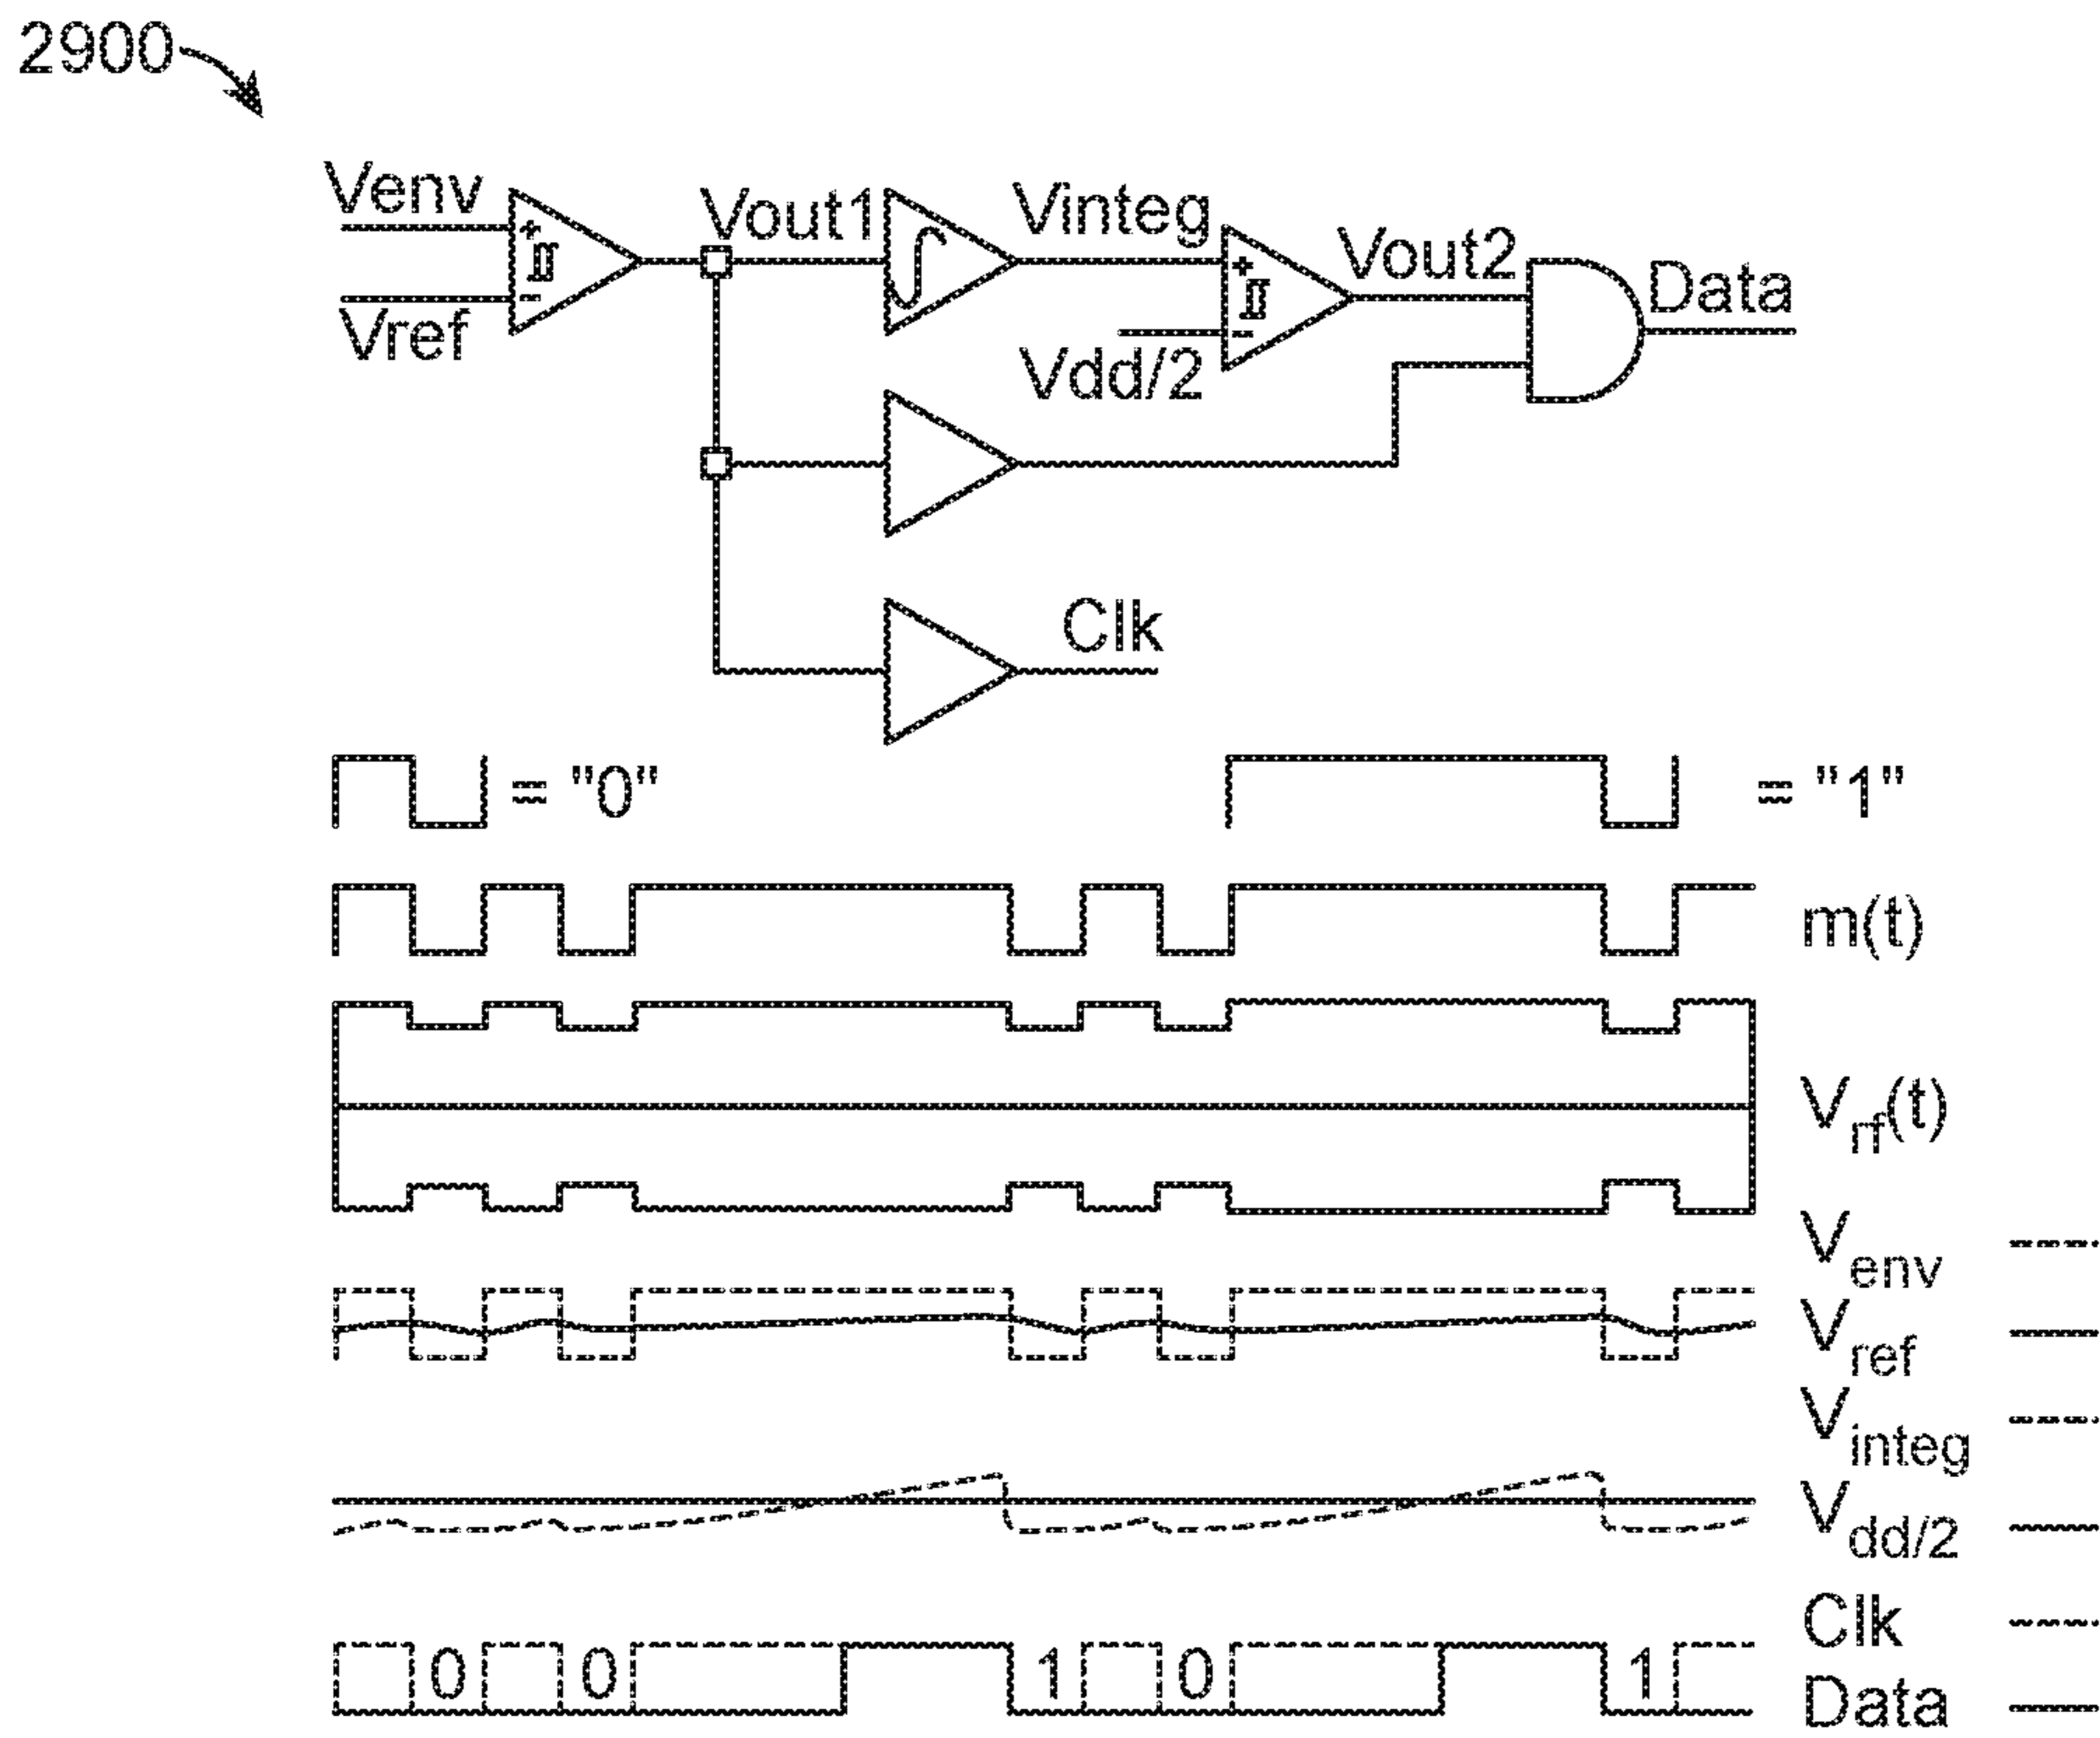 2900
Venv
Vref
Vout1
Vinteg
Vdd/2
Vout2
Data
Clk
= "0"
= "1"
m(t)
Vrf(t)
Venv
Vref
Vinteg
Vdd/2
Clk
Data
0 0 1 0 1